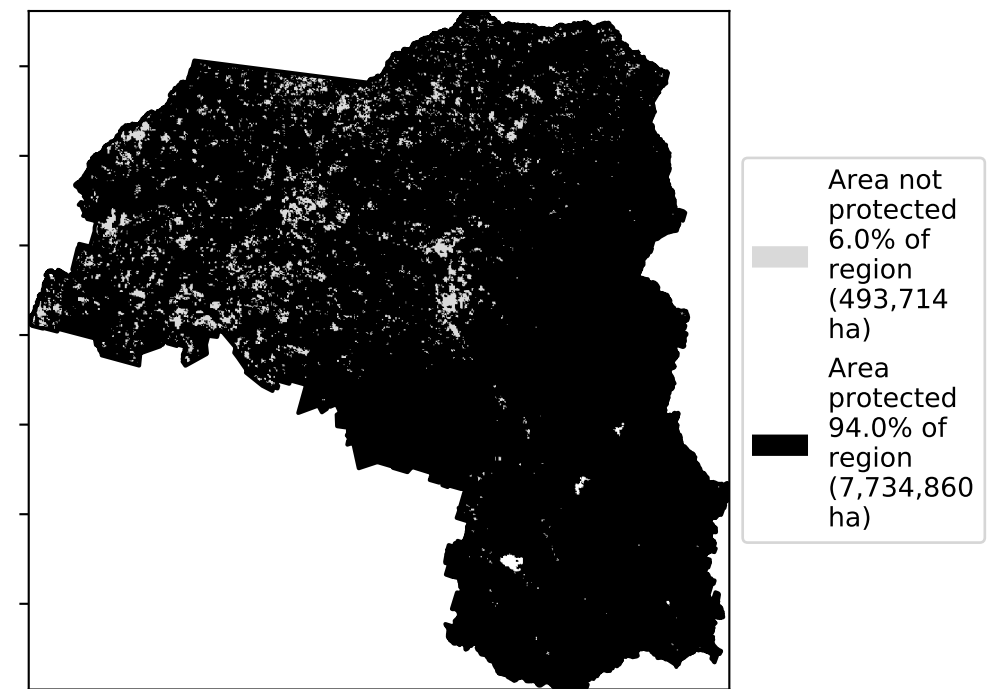 Area not
protected
6.0% of
region
(493,714
ha)
Area
protected
94.0% of
region
(7,734,860
ha)